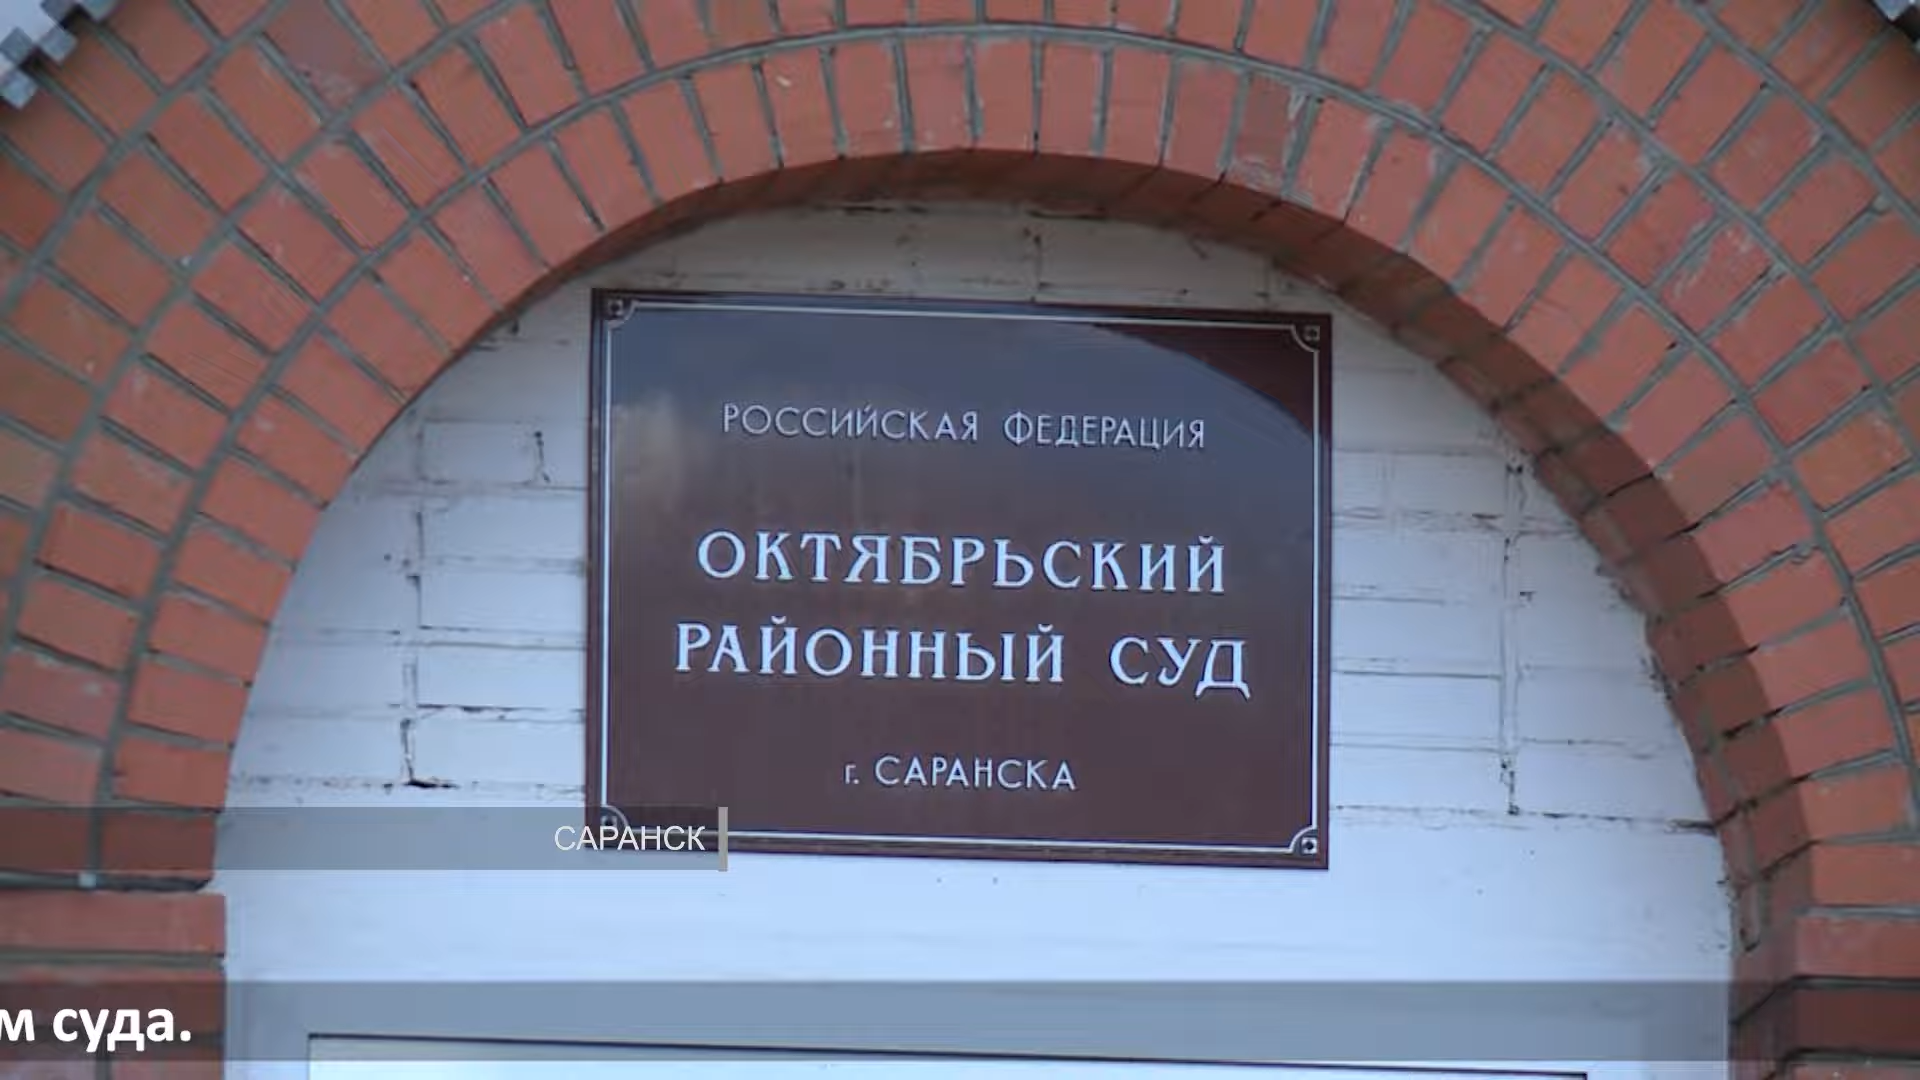 РОССИЙСКАЯ ФЕДЕРАЦИЯ
ОКТЯБРЬСКИЙ
РАЙОННЫЙ СУД
г. САРАНСКА
САРАНСК
м суда.